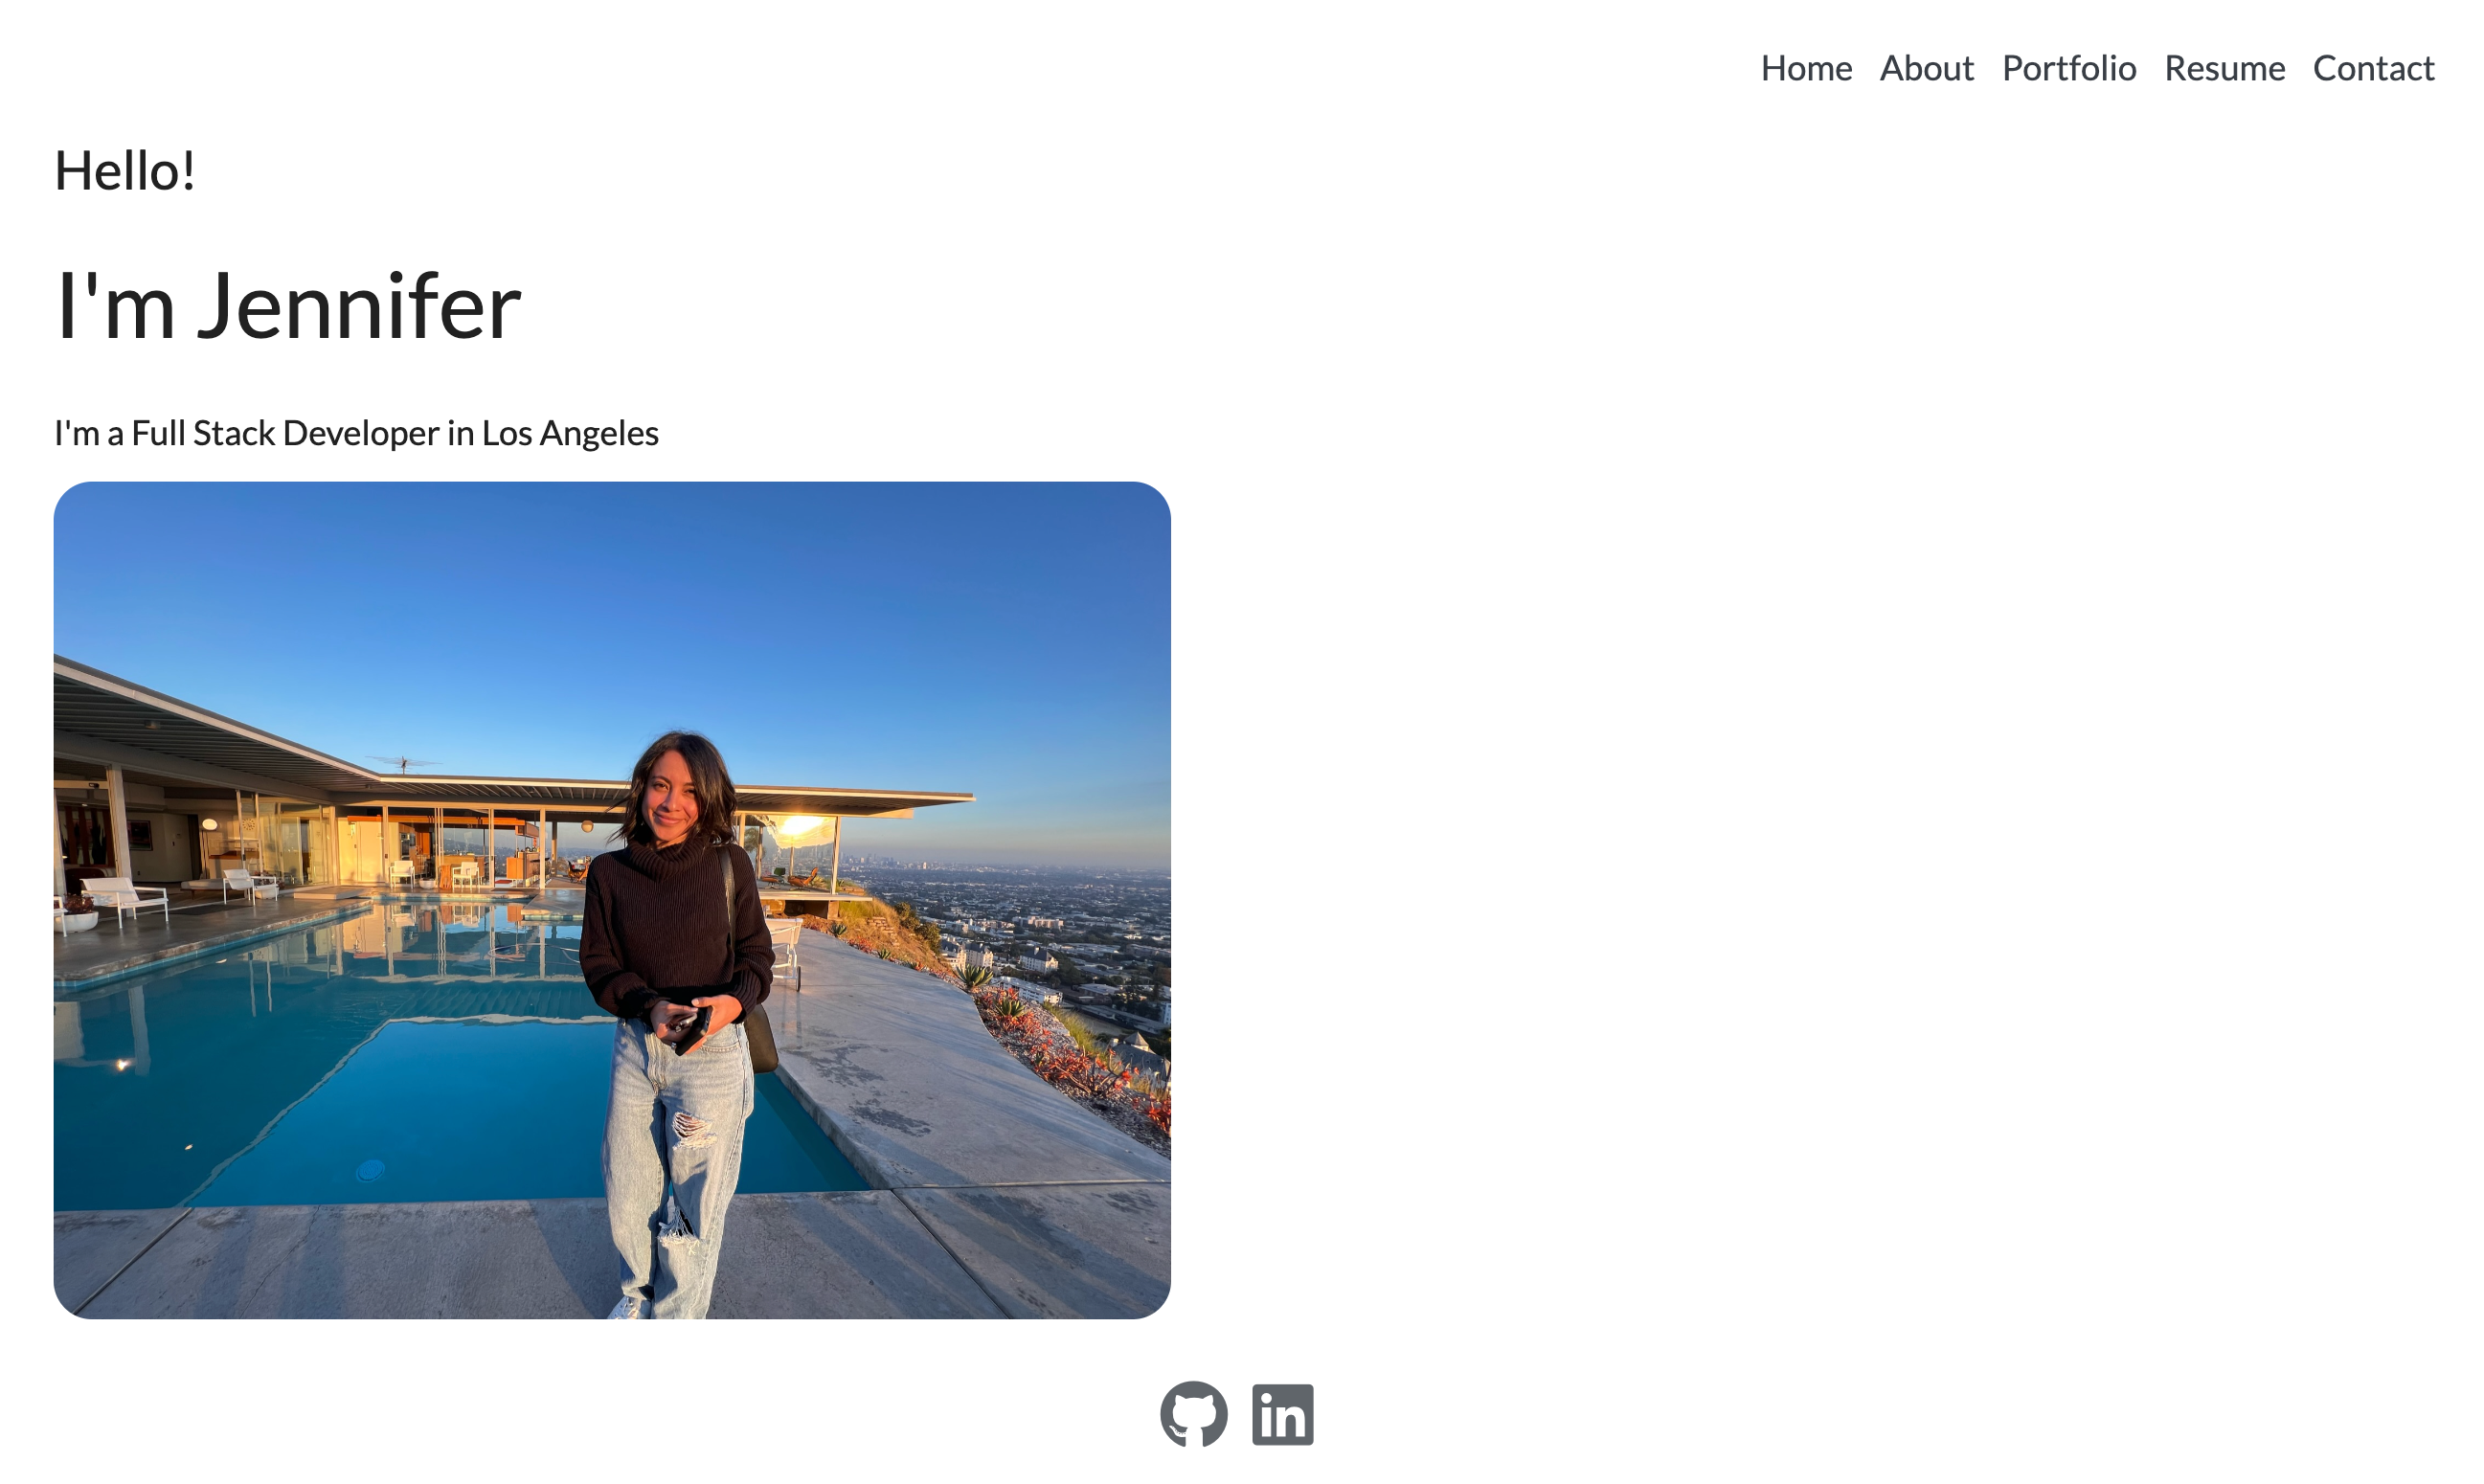 Home About Portfolio Resume Contact
Hello!
I'm Jennifer
I'm a Full Stack Developer in Los Angeles
in